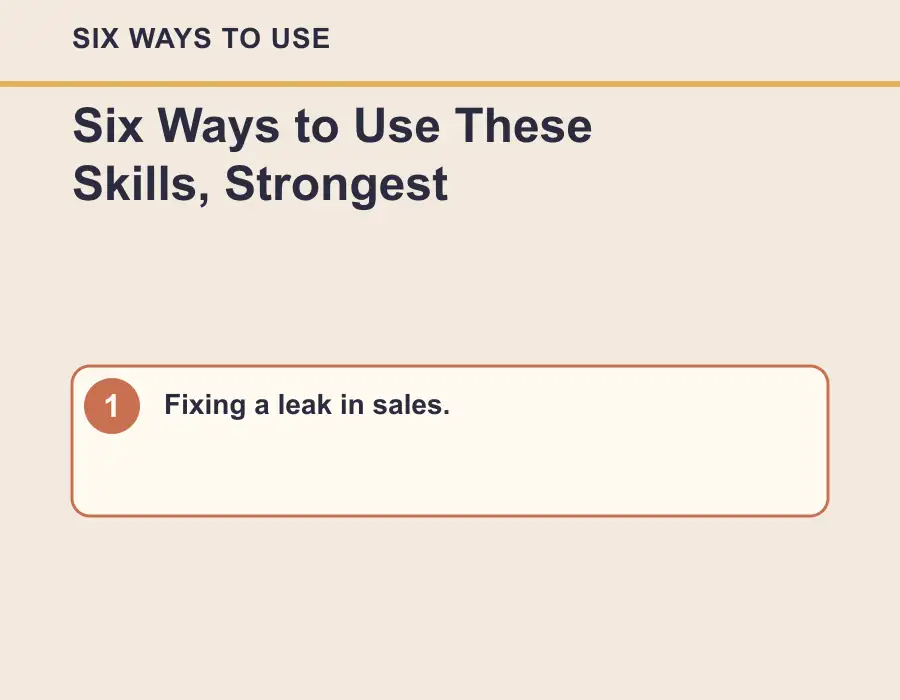 SIX WAYS TO USE
Six Ways to Use These
Skills, Strongest
1
Fixing a leak in sales.